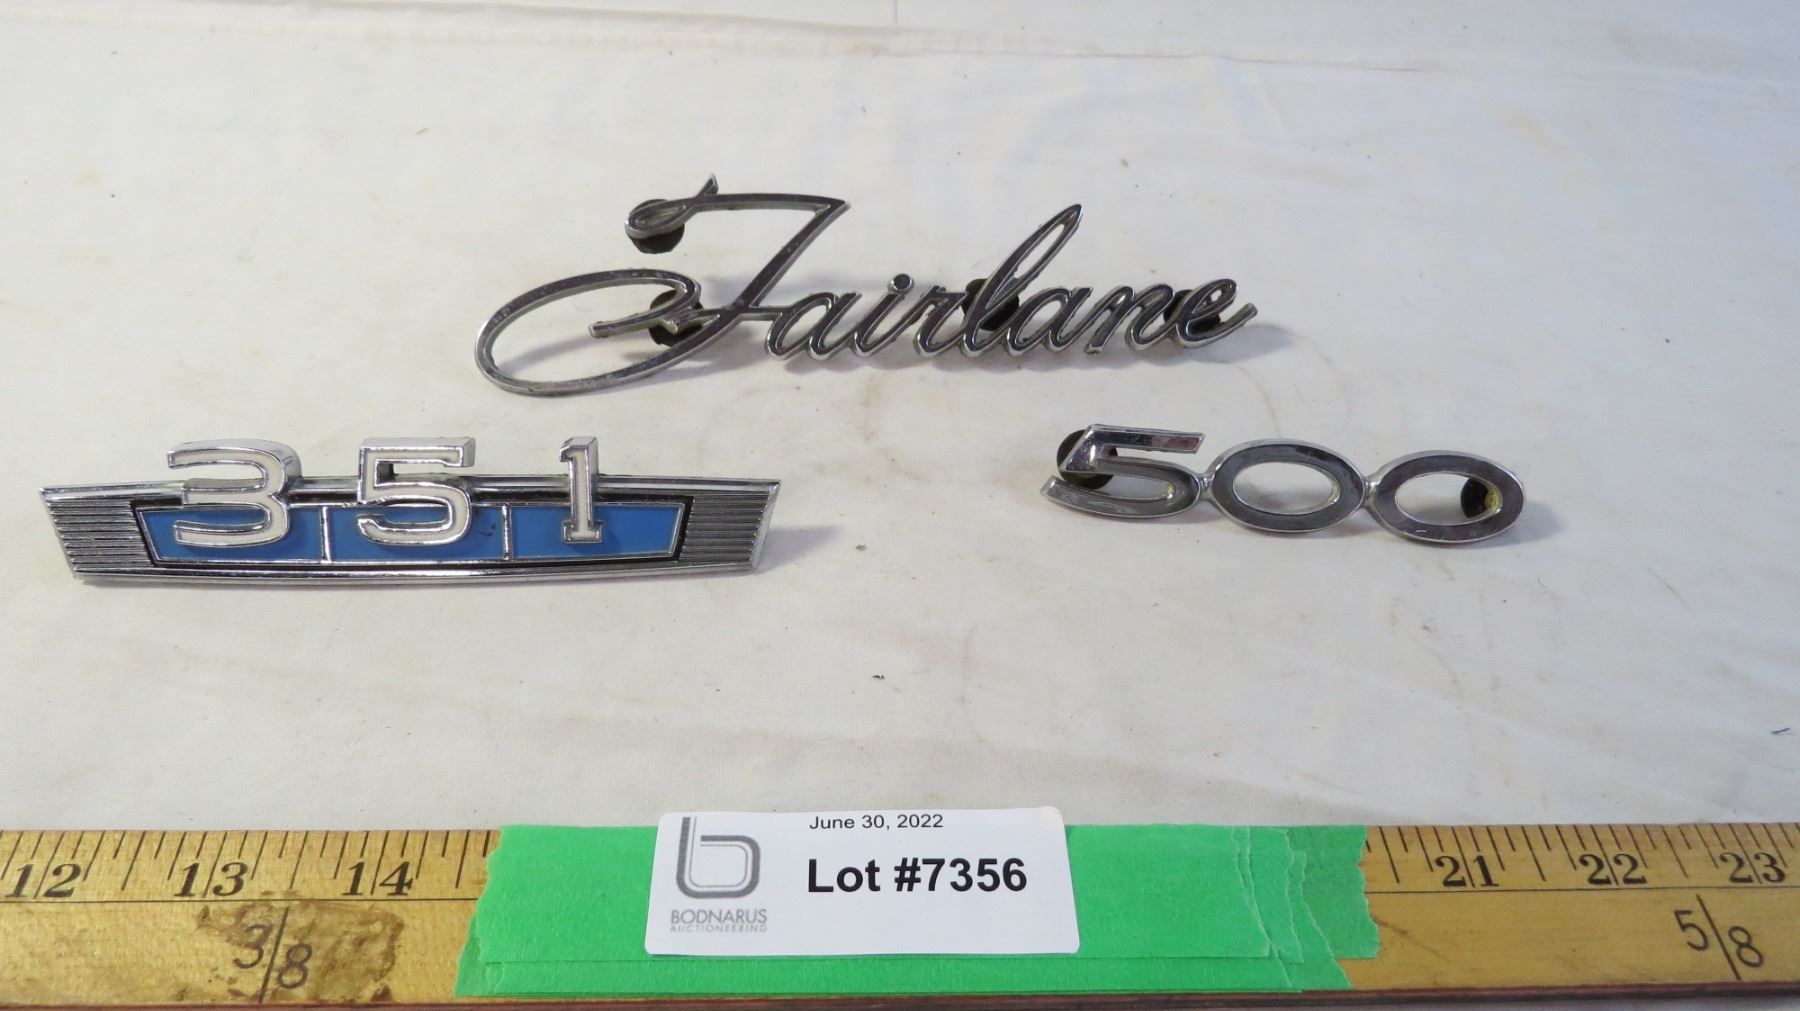 Fairlane
351
500
June 30, 2022
Lot #7356
BODNARUS
AUCTIONEERING
12 13 14 21 22 23
3/8 5/8